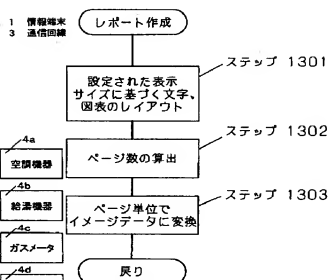 1 情報端末
3 通信回線
レポート作成
ステップ 1301
設定された表示
サイズに基づく文字、
図表のレイアウト
ステップ 1302
4a
空調機器
ページ数の算出
4b
給湯機器
ステップ 1303
ページ単位で
イメージデータに変換
4c
ガスメータ
4d
戻り